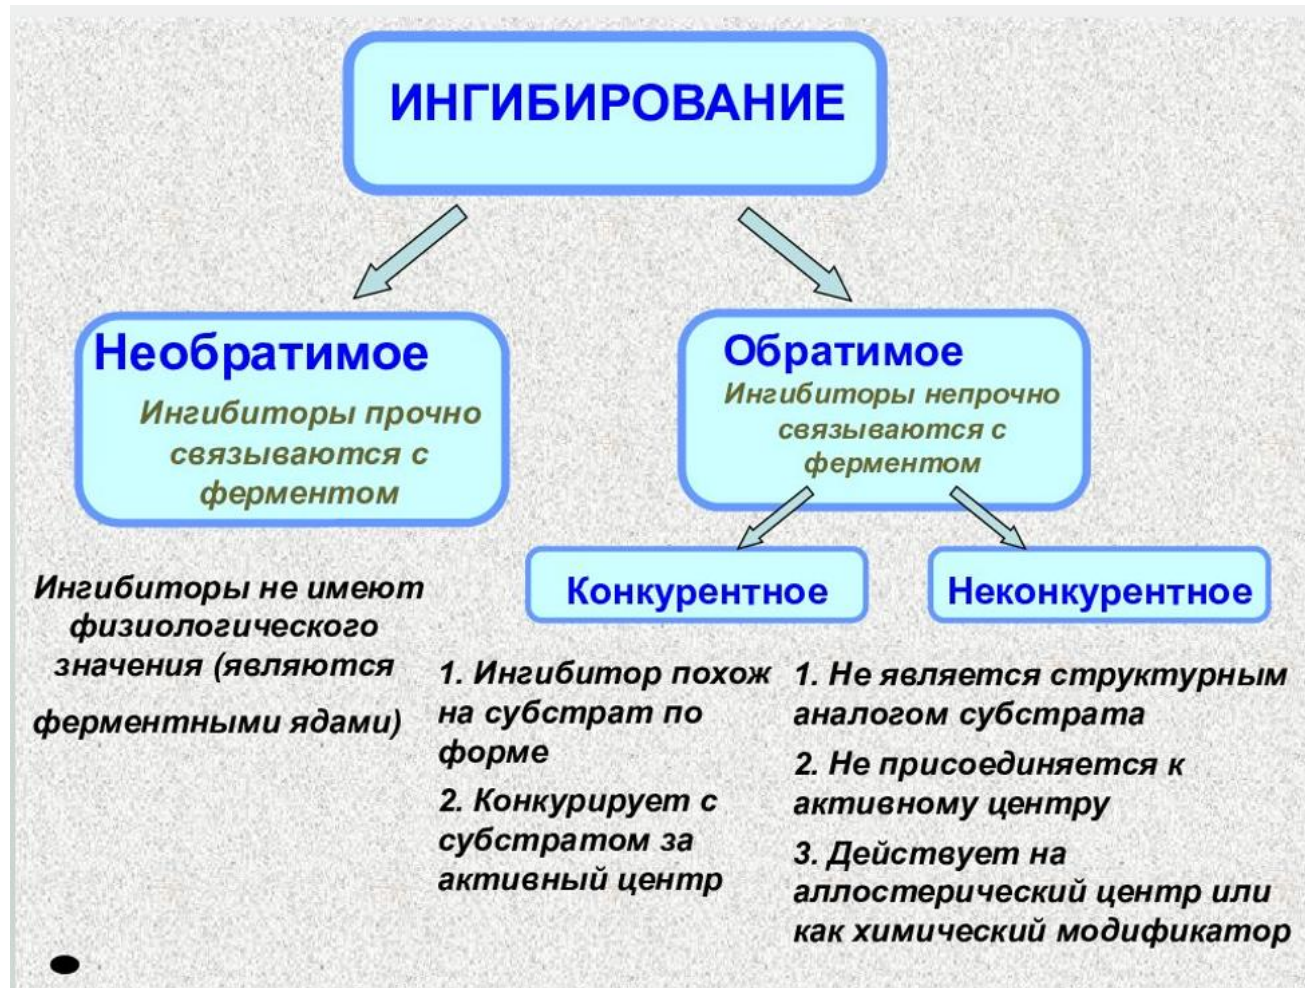 ИНГИБИРОВАНИЕ
Необратимое
Ингибиторы прочно
связываются с
ферментом
Обратимое
Ингибиторы непрочно
связываются с
ферментом
Ингибиторы не имеют
физиологического
значения (являются
ферментными ядами)
Конкурентное
1. Ингибитор похож
на субстрат по
форме
2. Конкурирует с
субстратом за
активный центр
Неконкурентное
1. Не является структурным
аналогом субстрата
2. Не присоединяется к
активному центру
3. Действует на
аллостерический центр или
как химический модификатор